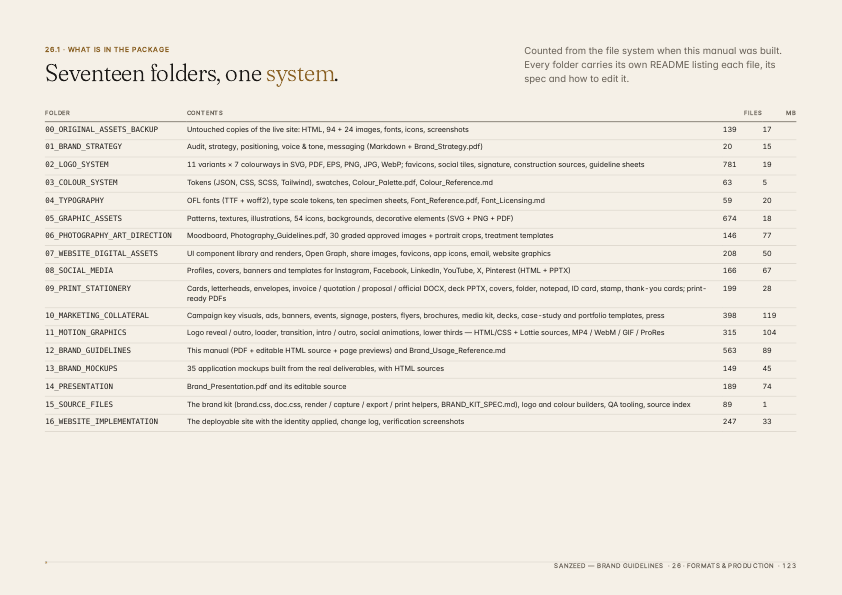 26.1 · WHAT IS IN THE PACKAGE
Seventeen folders, one system.
Counted from the file system when this manual was built.
Every folder carries its own README listing each file, its
spec and how to edit it.
FOLDER CONTENTS FILES MB
00_ORIGINAL_ASSETS_BACKUP Untouched copies of the live site: HTML, 94 + 24 images, fonts, icons, screenshots 139 17
01_BRAND_STRATEGY Audit, strategy, positioning, voice & tone, messaging (Markdown + Brand_Strategy.pdf) 20 15
02_LOGO_SYSTEM 11 variants × 7 colourways in SVG, PDF, EPS, PNG, JPG, WebP; favicons, social tiles, signature, construction sources, guideline sheets 781 19
03_COLOUR_SYSTEM Tokens (JSON, CSS, SCSS, Tailwind), swatches, Colour_Palette.pdf, Colour_Reference.md 63 5
04_TYPOGRAPHY OFL fonts (TTF + woff2), type scale tokens, ten specimen sheets, Font_Reference.pdf, Font_Licensing.md 59 20
05_GRAPHIC_ASSETS Patterns, textures, illustrations, 54 icons, backgrounds, decorative elements (SVG + PNG + PDF) 674 18
06_PHOTOGRAPHY_ART_DIRECTION Moodboard, Photography_Guidelines.pdf, 30 graded approved images + portrait crops, treatment templates 146 77
07_WEBSITE_DIGITAL_ASSETS UI component library and renders, Open Graph, share images, favicons, app icons, email, website graphics 208 50
08_SOCIAL_MEDIA Profiles, covers, banners and templates for Instagram, Facebook, LinkedIn, YouTube, X, Pinterest (HTML + PPTX) 166 67
09_PRINT_STATIONERY Cards, letterheads, envelopes, invoice / quotation / proposal / official DOCX, deck PPTX, covers, folder, notepad, ID card, stamp, thank-you cards; print- 199 28
ready PDFs
10_MARKETING_COLLATERAL Campaign key visuals, ads, banners, events, signage, posters, flyers, brochures, media kit, decks, case-study and portfolio templates, press 398 119
11_MOTION_GRAPHICS Logo reveal / outro, loader, transition, intro / outro, social animations, lower thirds — HTML/CSS + Lottie sources, MP4 / WebM / GIF / ProRes 315 104
12_BRAND_GUIDELINES This manual (PDF + editable HTML source + page previews) and Brand_Usage_Reference.md 563 89
13_BRAND_MOCKUPS 35 application mockups built from the real deliverables, with HTML sources 149 45
14_PRESENTATION Brand_Presentation.pdf and its editable source 189 74
15_SOURCE_FILES The brand kit (brand.css, doc.css, render / capture / export / print helpers, BRAND_KIT_SPEC.md), logo and colour builders, QA tooling, source index 89 1
16_WEBSITE_IMPLEMENTATION The deployable site with the identity applied, change log, verification screenshots 247 33
SANZEED — BRAND GUIDELINES · 26 · FORMATS & PRODUCTION · 123